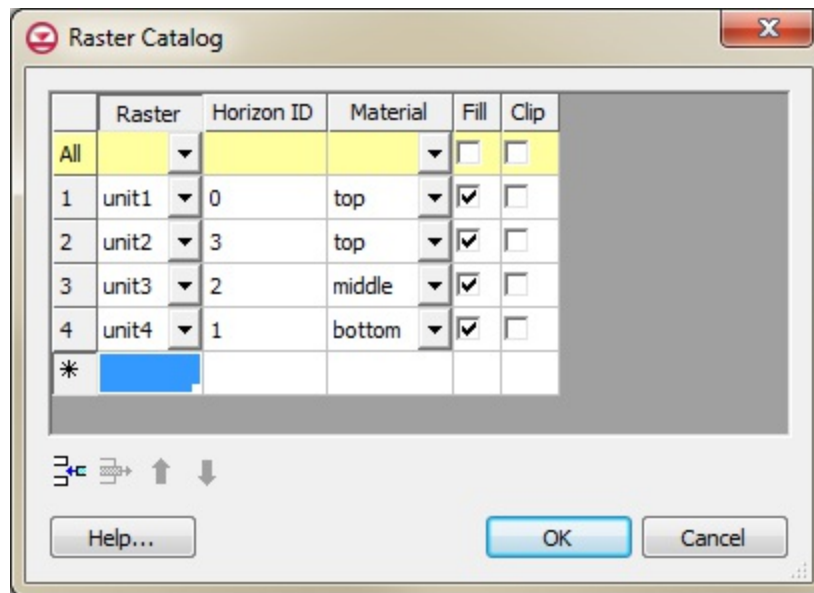 Raster Catalog
Raster Horizon ID Material Fill Clip
All
1 unit1 0 top
2 unit2 3 top
3 unit3 2 middle
4 unit4 1 bottom
*
Help... OK Cancel